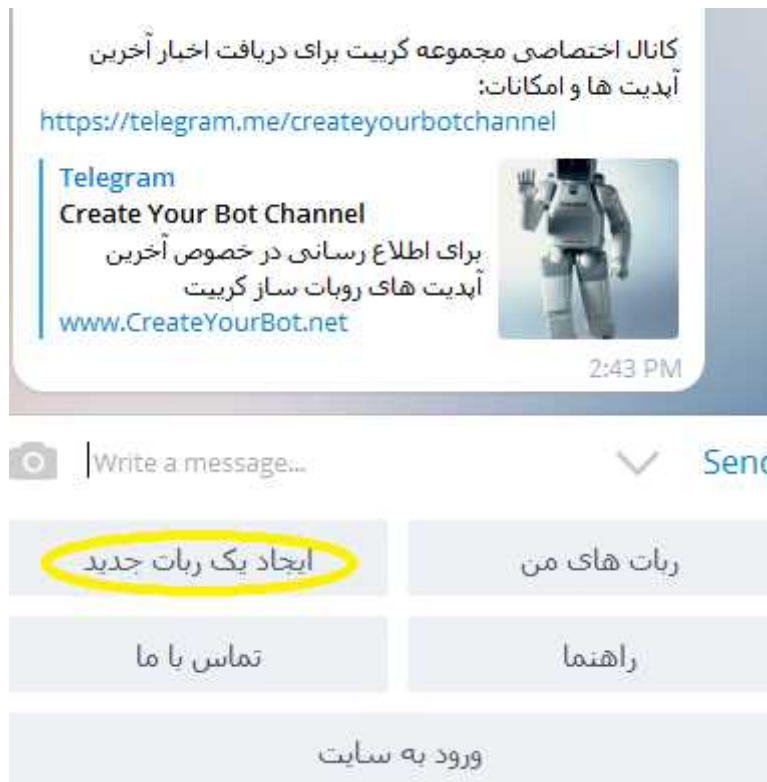 کانال اختصاصی مجموعه کرییت برای دریافت اخبار آخرین
آپدیت ها و امکانات:
https://telegram.me/createyourbotchannel
Telegram
Create Your Bot Channel
برای اطلاع رسانی در خصوص آخرین
آپدیت های روبات ساز کرییت
www.CreateYourBot.net
2:43 PM
Write a message...
Send
ربات های من
ایجاد یک ربات جدید
راهنما
تماس با ما
ورود به سایت